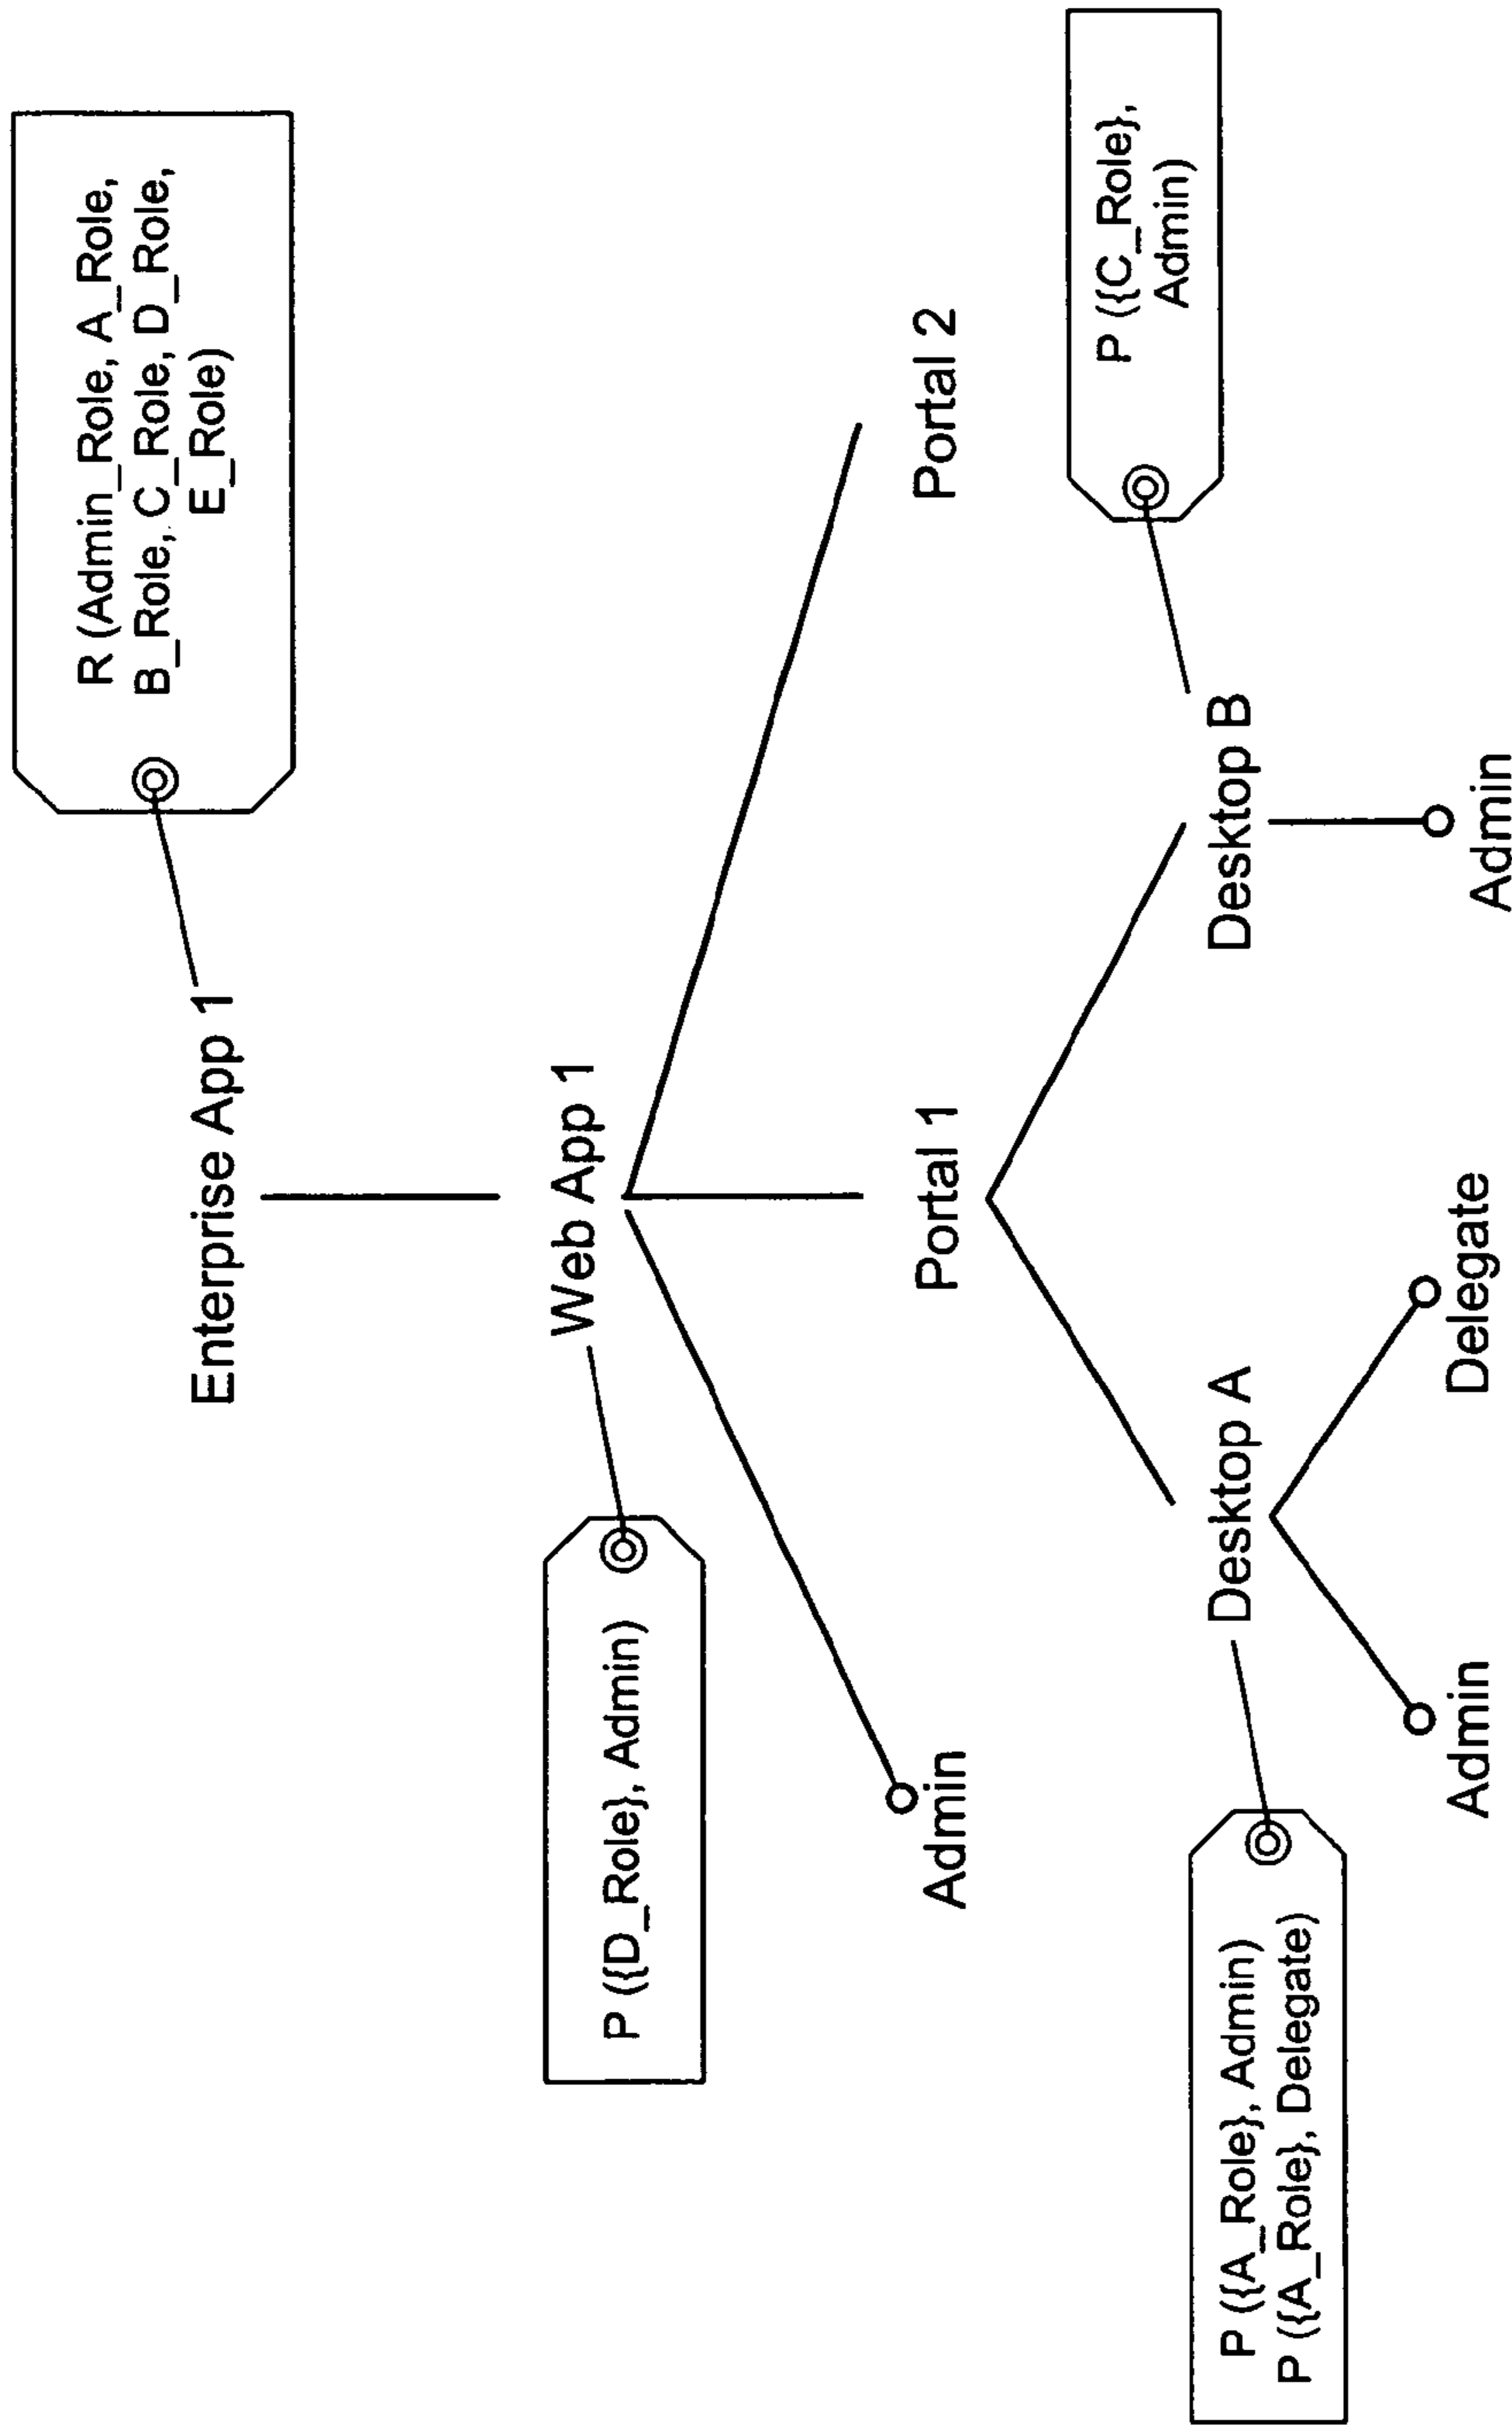 R (Admin_Role, A_Role,
B_Role, C_Role, D_Role,
E_Role)
Enterprise App 1
P ({D_Role}, Admin)
Web App 1
Admin
Portal 1
Portal 2
P ({C_Role},
Admin)
P ({A_Role}, Admin)
P ({A_Role}, Delegate)
Desktop A
Desktop B
Admin
Delegate
Admin